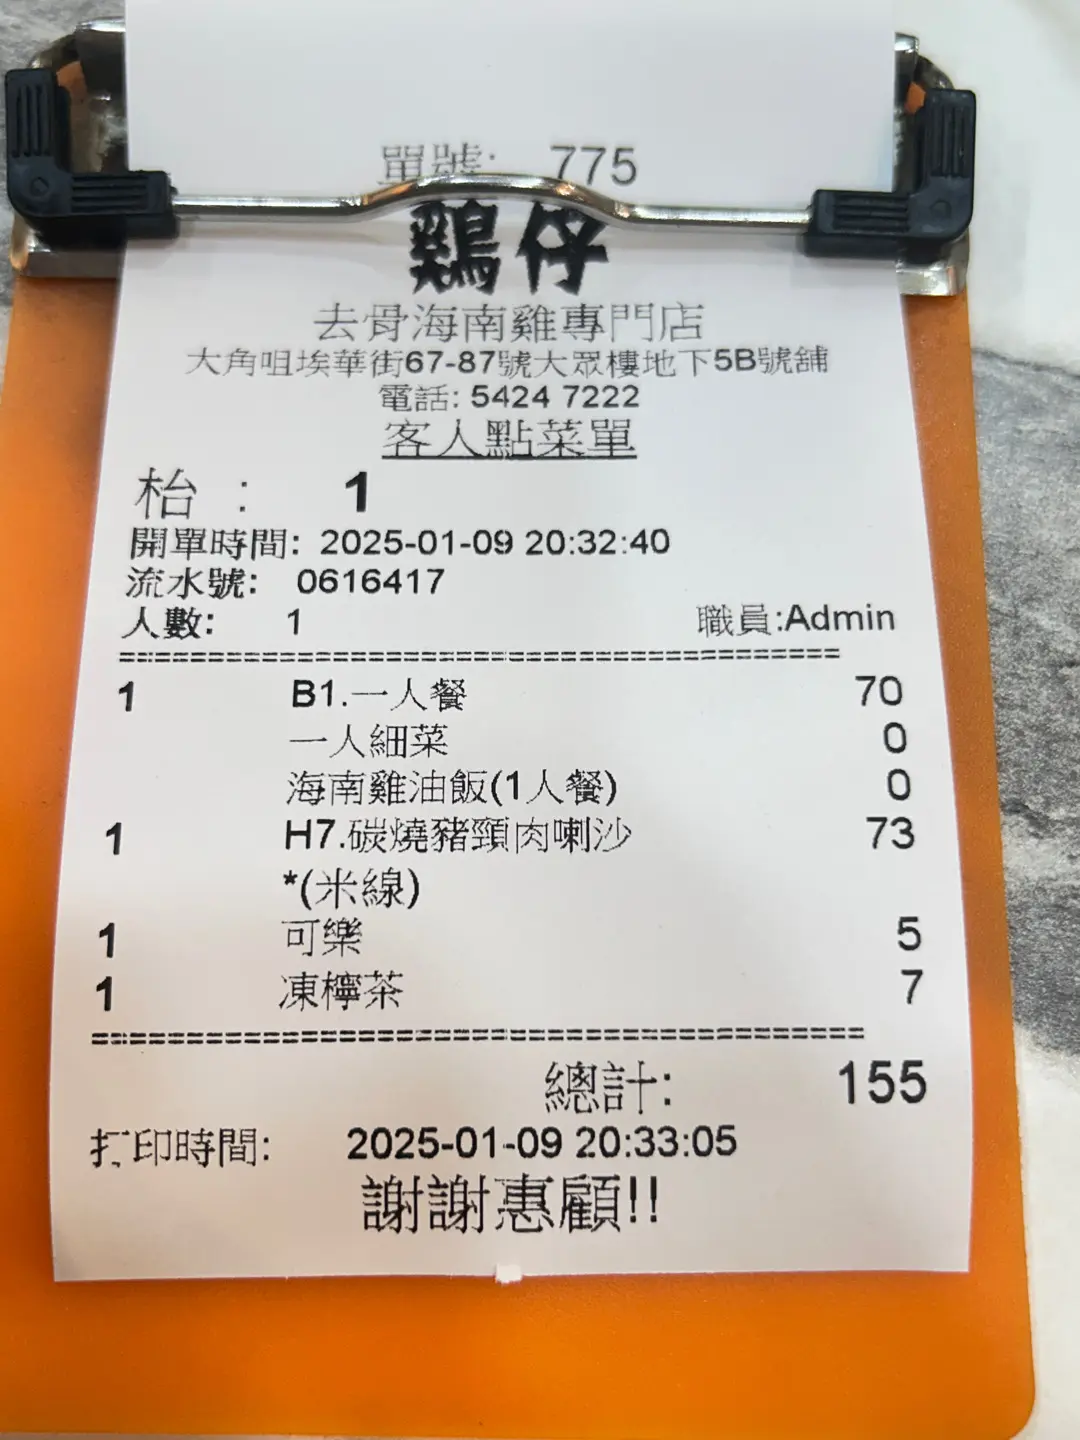 單號: 775
鷄仔
去骨海南雞專門店
大角咀埃華街67-87號大眾樓地下5B號舖
電話: 5424 7222
客人點菜單
枱 : 1
開單時間: 2025-01-09 20:32:40
流水號: 0616417
人數: 1 職員:Admin
1 B1.一人餐 70
一人細菜 0
海南雞油飯(1人餐) 0
1 H7.碳燒豬頸肉喇沙 73
*(米線)
1 可樂 5
1 凍檸茶 7
總計: 155
打印時間: 2025-01-09 20:33:05
謝謝惠顧!!